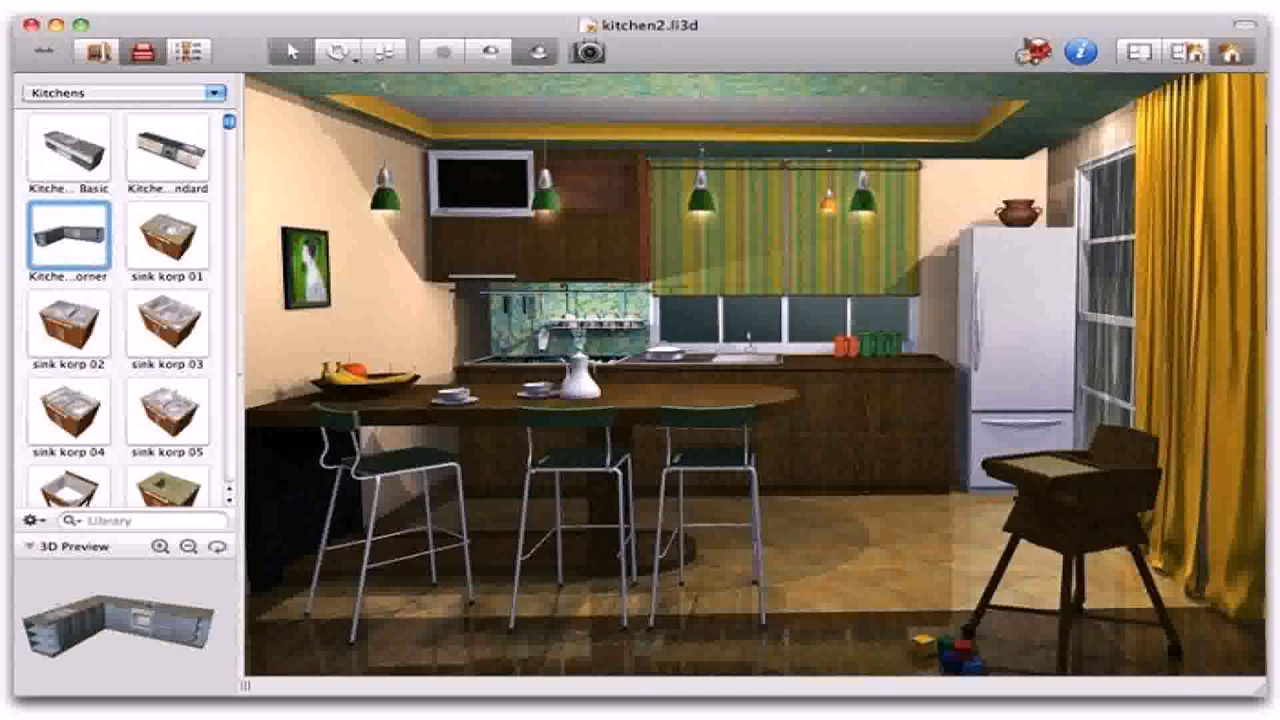 kitchen2.li3d
Kitchens
Kitche... Basic
Kitche...ndard
Kitche...orner
sink korp 01
sink korp 02
sink korp 03
sink korp 04
sink korp 05
Library
3D Preview